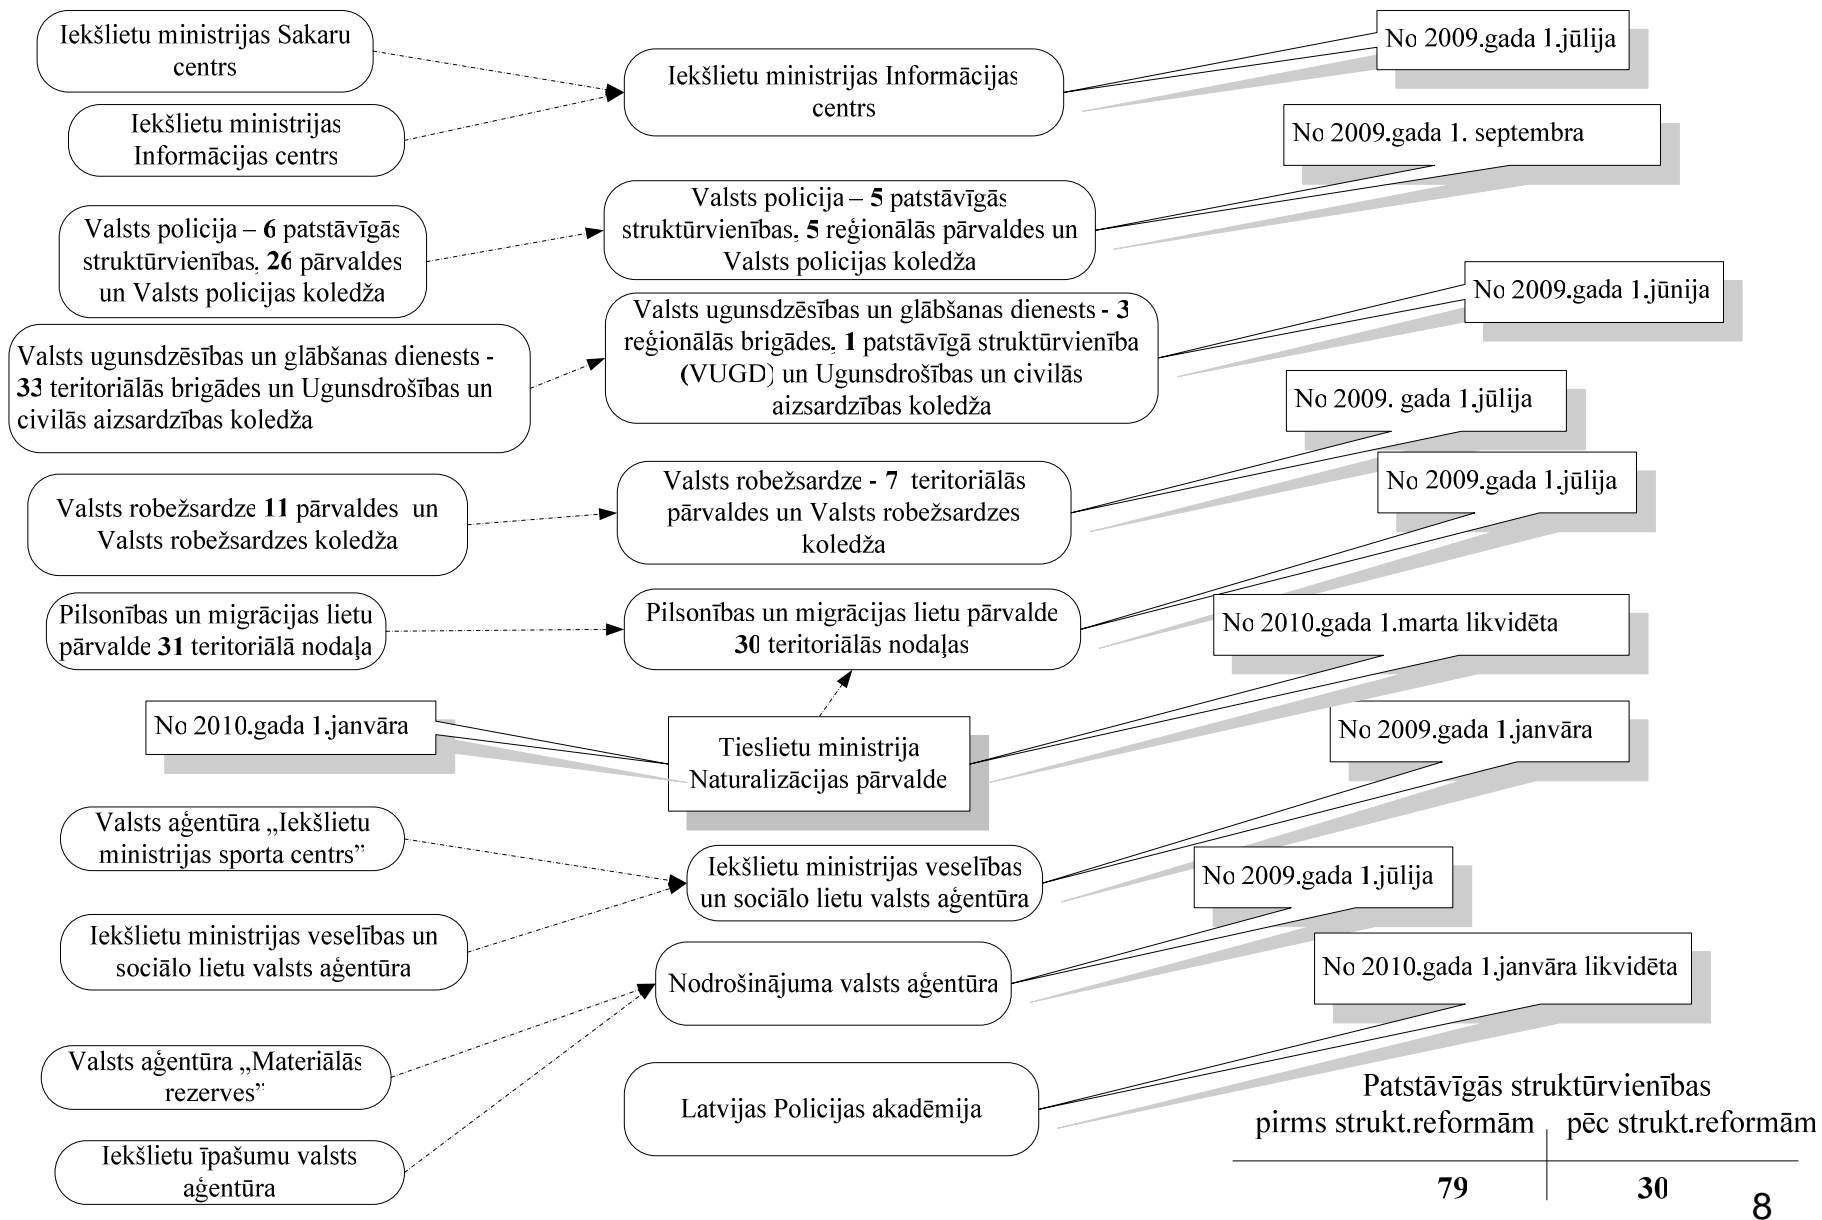 Iekšlietu ministrijas Sakaru
centrs
Iekšlietu ministrijas
Informācijas centrs
Iekšlietu ministrijas Informācijas
centrs
No 2009.gada 1.jūlija
Valsts policija – 6 patstāvīgās
struktūrvienības, 26 pārvaldes
un Valsts policijas koledža
Valsts policija – 5 patstāvīgās
struktūrvienības, 5 reģionālās pārvaldes un
Valsts policijas koledža
No 2009.gada 1. septembra
Valsts ugunsdzēsības un glābšanas dienests -
33 teritoriālās brigādes un Ugunsdrošības un
civilās aizsardzības koledža
Valsts ugunsdzēsības un glābšanas dienests - 3
reģionālās brigādes, 1 patstāvīgā struktūrvienība
(VUGD) un Ugunsdrošības un civilās
aizsardzības koledža
No 2009.gada 1.jūnija
Valsts robežsardze 11 pārvaldes un
Valsts robežsardzes koledža
Valsts robežsardze - 7 teritoriālās
pārvaldes un Valsts robežsardzes
koledža
No 2009. gada 1.jūlija
Pilsonības un migrācijas lietu
pārvalde 31 teritoriālā nodaļa
Pilsonības un migrācijas lietu pārvalde
30 teritoriālās nodaļas
No 2009.gada 1.jūlija
No 2010.gada 1.janvāra
Tieslietu ministrija
Naturalizācijas pārvalde
No 2010.gada 1.marta likvidēta
Valsts aģentūra „Iekšlietu
ministrijas sporta centrs”
Iekšlietu ministrijas veselības un
sociālo lietu valsts aģentūra
Iekšlietu ministrijas veselības
un sociālo lietu valsts aģentūra
No 2009.gada 1.janvāra
Valsts aģentūra „Materiālās
rezerves”
Iekšlietu īpašumu valsts
aģentūra
Nodrošinājuma valsts aģentūra
No 2009.gada 1.jūlija
Latvijas Policijas akadēmija
No 2010.gada 1.janvāra likvidēta
Patstāvīgās struktūrvienības
pirms strukt.reformām pēc strukt.reformām
79 30
8